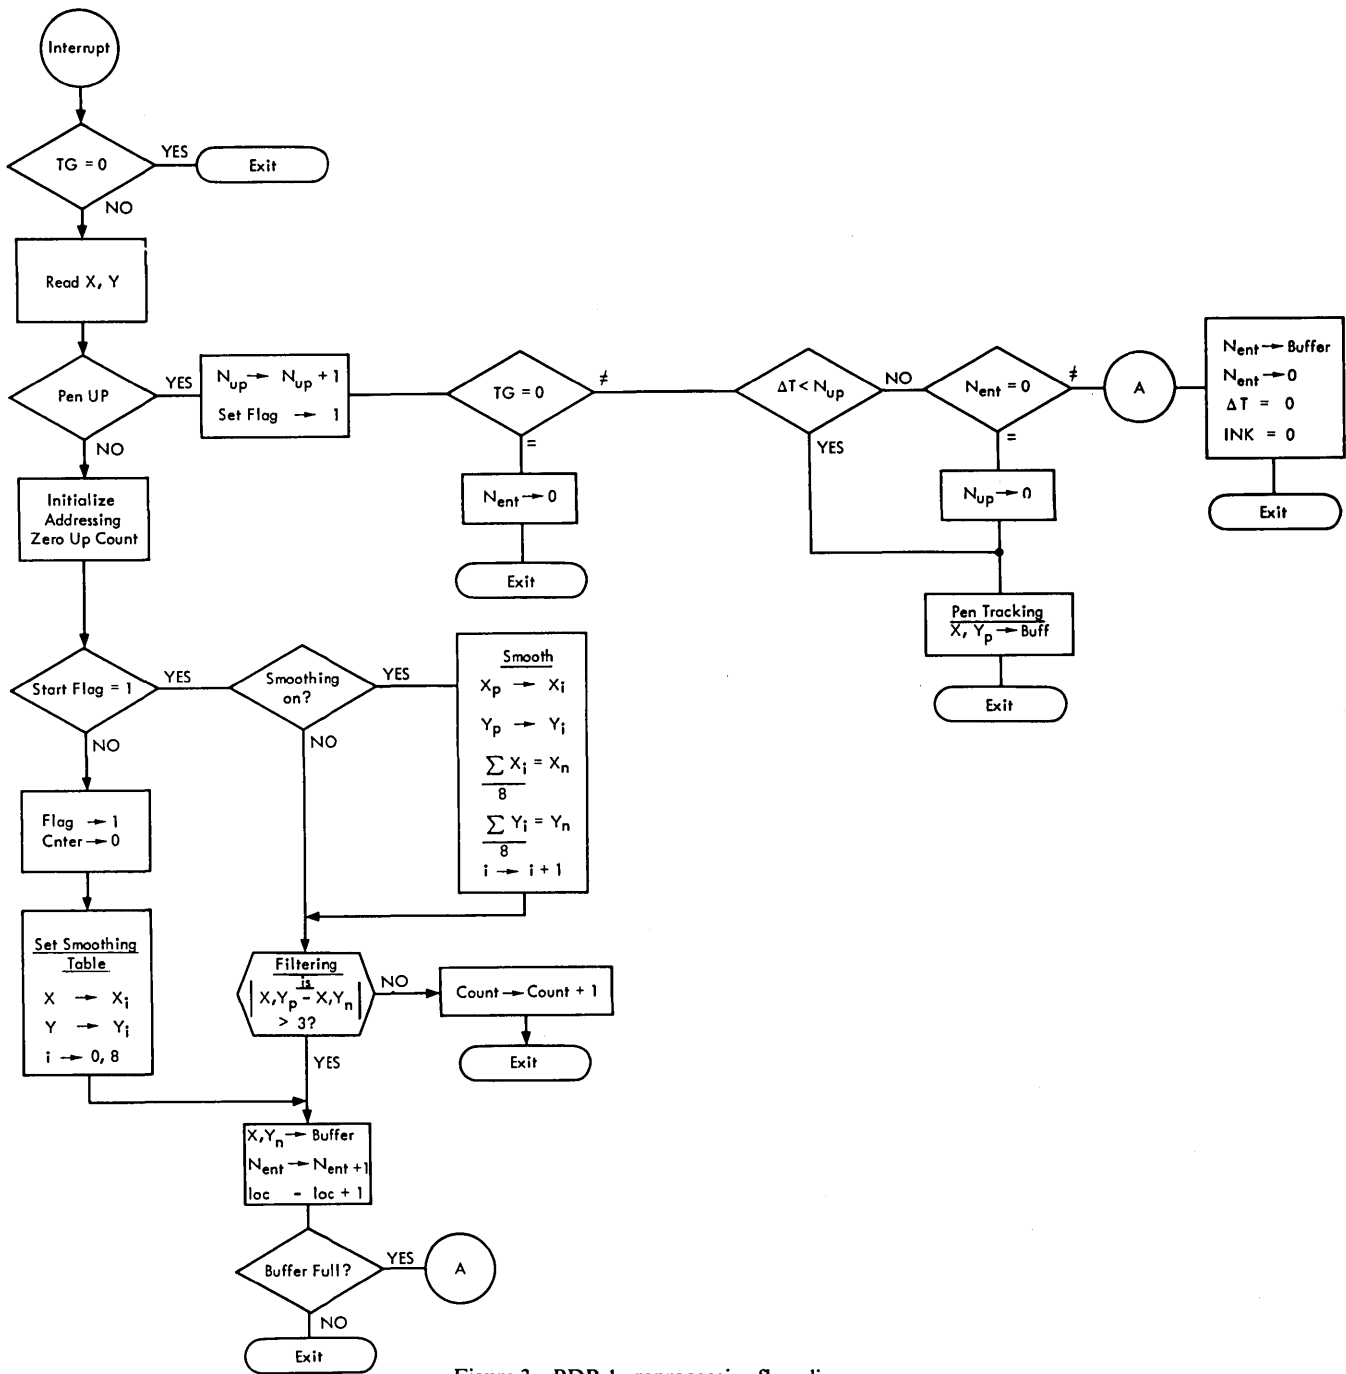 Interrupt
TG = 0
YES
Exit
NO
Read X, Y
Pen UP
YES
NO
N_up → N_up + 1
Set Flag → 1
TG = 0
≠
=
N_ent → 0
Exit
ΔT < N_up
NO
YES
N_ent = 0
≠
=
N_up → 0
A
N_ent → Buffer
N_ent → 0
ΔT = 0
INK = 0
Exit
Pen Tracking
X, Y_p → Buff
Exit
Initialize
Addressing
Zero Up Count
Start Flag = 1
YES
NO
Smoothing
on?
YES
NO
Smooth
X_p → X_i
Y_p → Y_i
∑ X_i = X_n
8
∑ Y_i = Y_n
8
i → i + 1
Flag → 1
Cnter → 0
Set Smoothing
Table
X → X_i
Y → Y_i
i → 0, 8
Filtering
is
|X,Y_p − X,Y_n|
> 3?
NO
YES
Count → Count + 1
Exit
X,Y_n → Buffer
N_ent → N_ent +1
loc - loc + 1
Buffer Full?
YES
A
NO
Exit